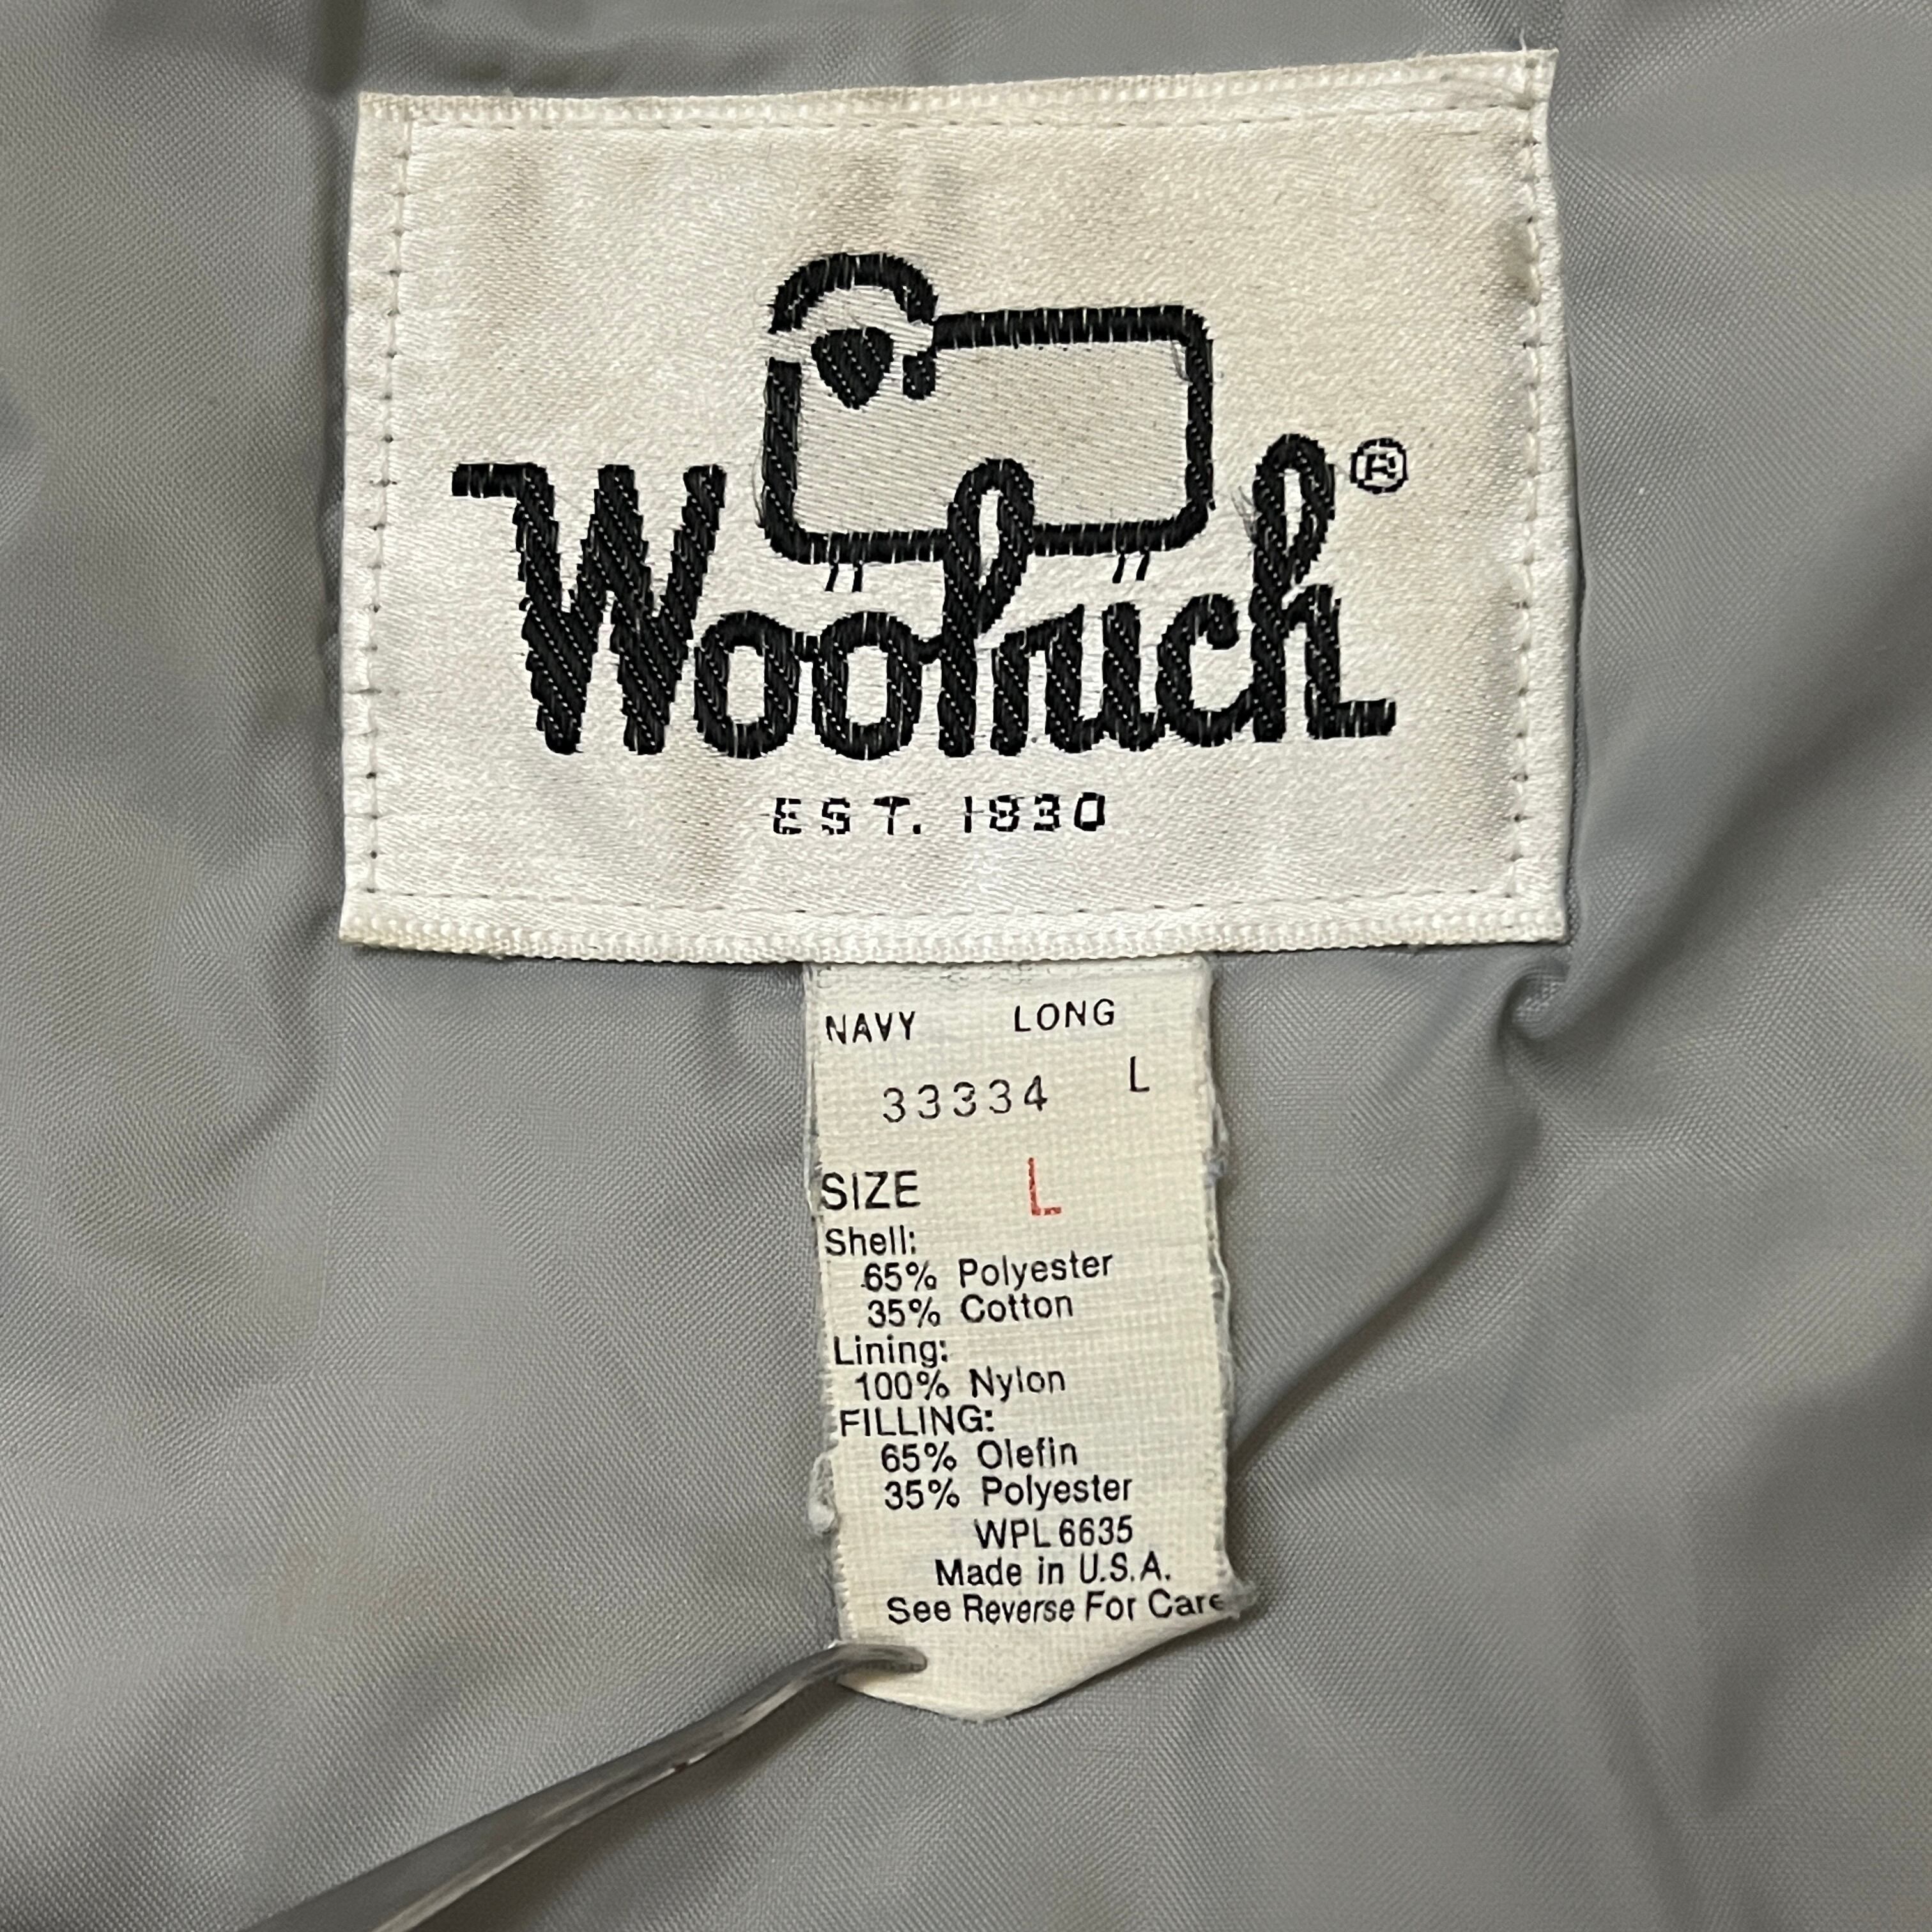 Woolrich®
EST. 1830
NAVY LONG
33334 L
SIZE L
Shell:
65% Polyester
35% Cotton
Lining:
100% Nylon
FILLING:
65% Olefin
35% Polyester
WPL 6635
Made in U.S.A.
See Reverse For Care